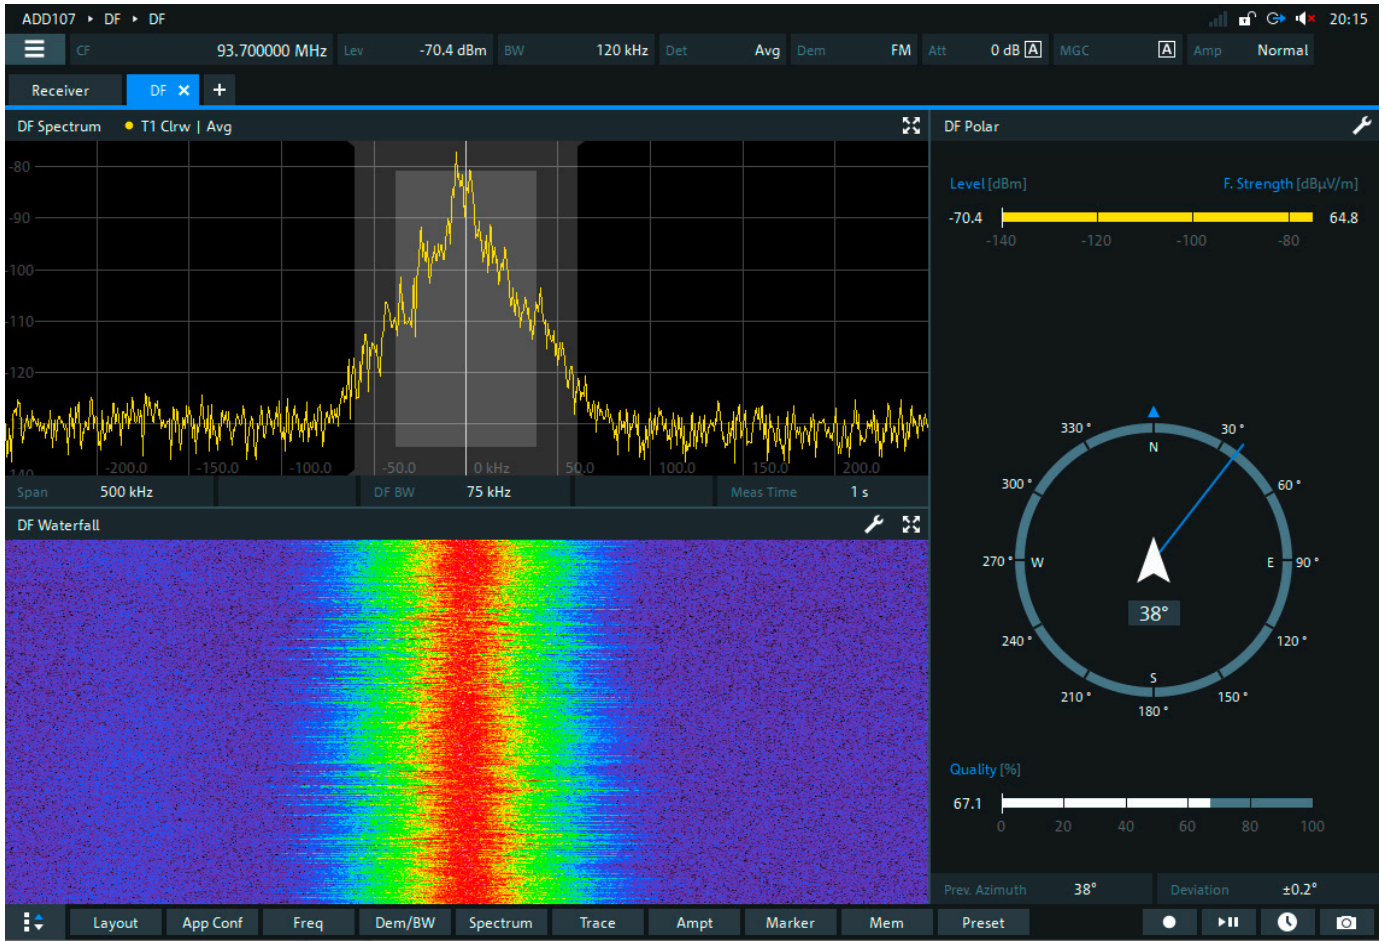 ADD107 ▸ DF ▸ DF 20:15
CF 93.700000 MHz Lev -70.4 dBm BW 120 kHz Det Avg Dem FM Att 0 dB A MGC A Amp Normal
Receiver DF × +
DF Spectrum T1 Clrw | Avg
-80
-90
-100
-110
-120
-140 -200.0 -150.0 -100.0 -50.0 0 kHz 50.0 100.0 150.0 200.0
Span 500 kHz DF BW 75 kHz Meas Time 1 s
DF Waterfall
DF Polar
Level [dBm] F. Strength [dBµV/m]
-70.4 64.8
-140 -120 -100 -80
330° 30°
N
300° 60°
270° W E 90°
38°
240° 120°
S
210° 150°
180°
Quality [%]
67.1
0 20 40 60 80 100
Prev. Azimuth 38° Deviation ±0.2°
Layout App Conf Freq Dem/BW Spectrum Trace Ampt Marker Mem Preset